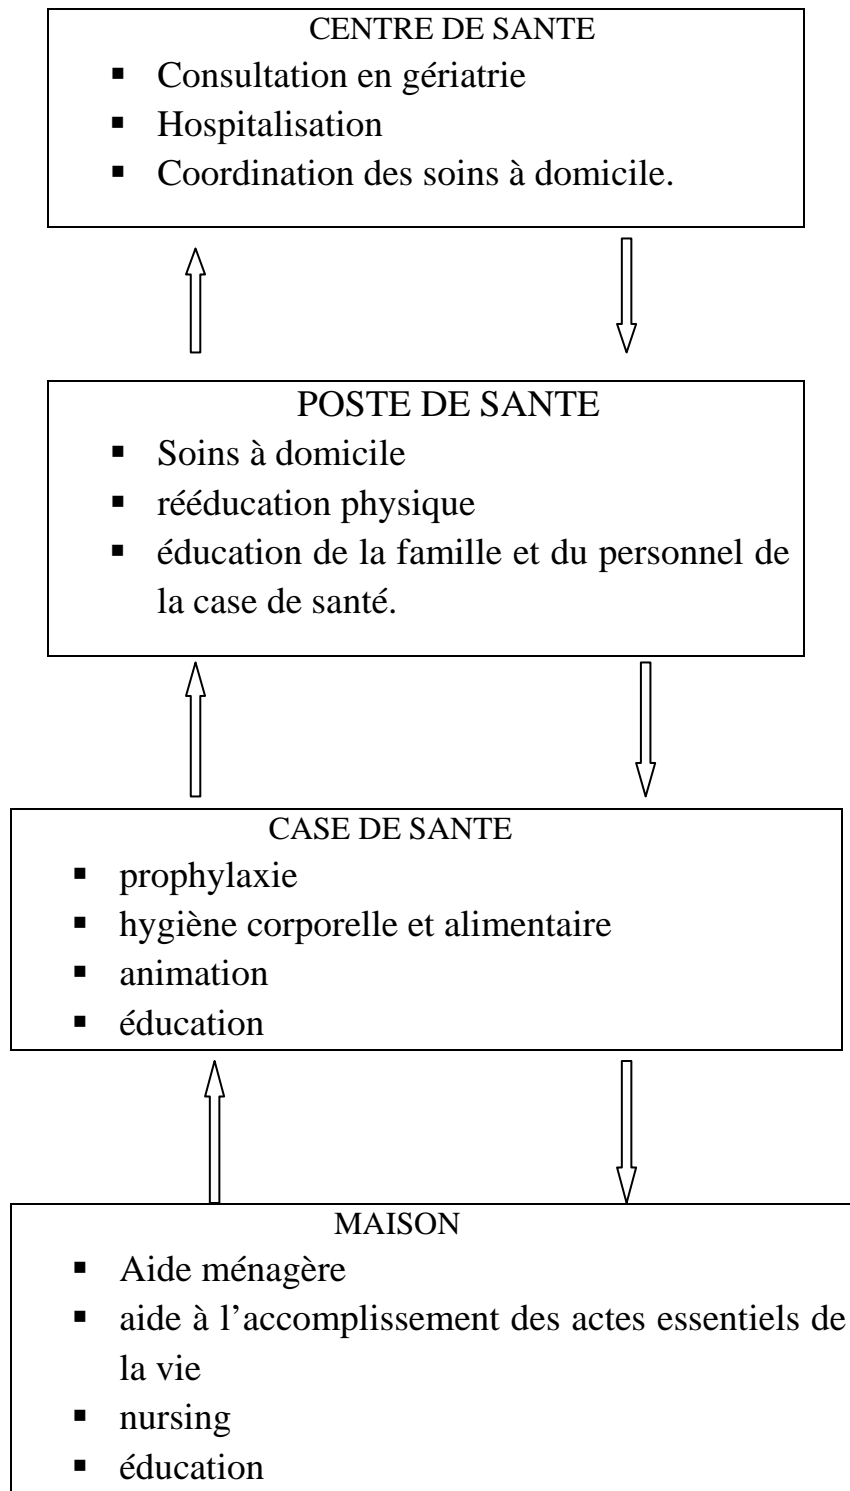 CENTRE DE SANTE
▪ Consultation en gériatrie
▪ Hospitalisation
▪ Coordination des soins à domicile.
POSTE DE SANTE
▪ Soins à domicile
▪ rééducation physique
▪ éducation de la famille et du personnel de
la case de santé.
CASE DE SANTE
▪ prophylaxie
▪ hygiène corporelle et alimentaire
▪ animation
▪ éducation
MAISON
▪ Aide ménagère
▪ aide à l’accomplissement des actes essentiels de
la vie
▪ nursing
▪ éducation